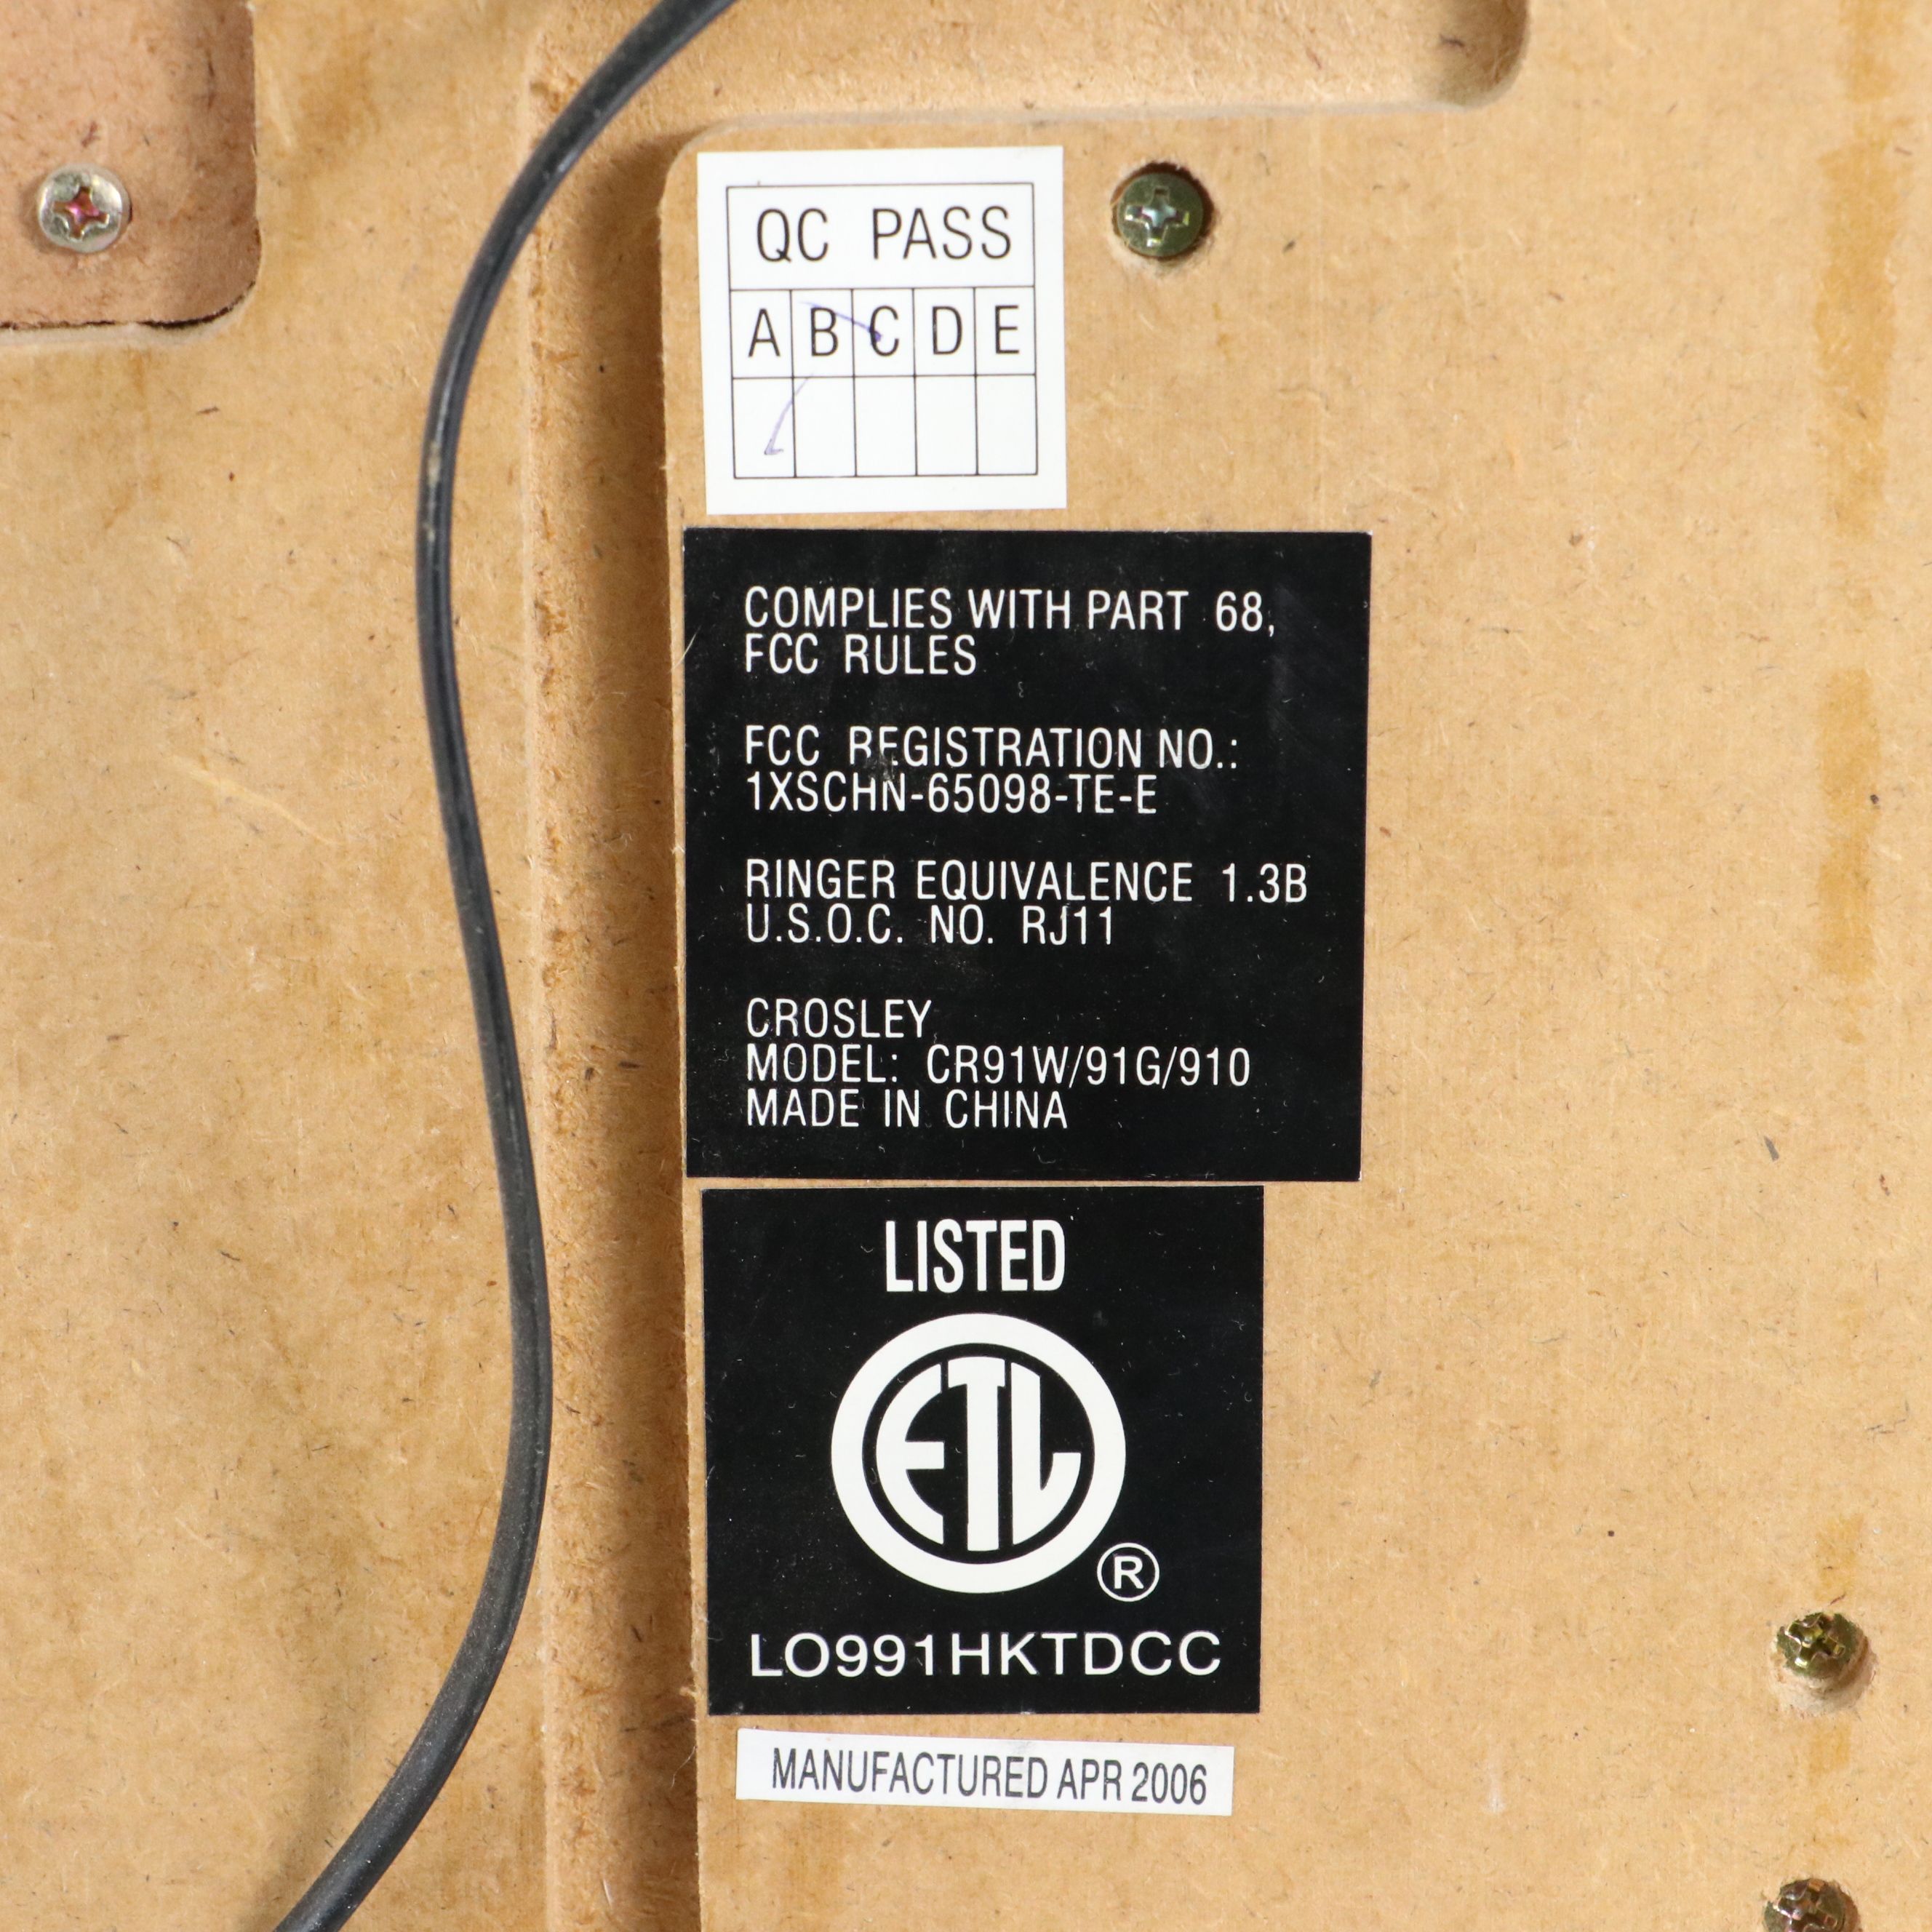 QC PASS
A B C D E
COMPLIES WITH PART 68,
FCC RULES
FCC REGISTRATION NO.:
1XSCHN-65098-TE-E
RINGER EQUIVALENCE 1.3B
U.S.O.C. NO. RJ11
CROSLEY
MODEL: CR91W/91G/910
MADE IN CHINA
LISTED
ETL
®
LO991HKTDCC
MANUFACTURED APR 2006